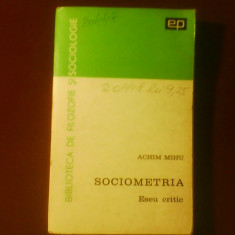 ep
BIBLIOTECA DE FILOZOFIE ȘI SOCIOLOGIE
ACHIM MIHU
SOCIOMETRIA
Eseu critic